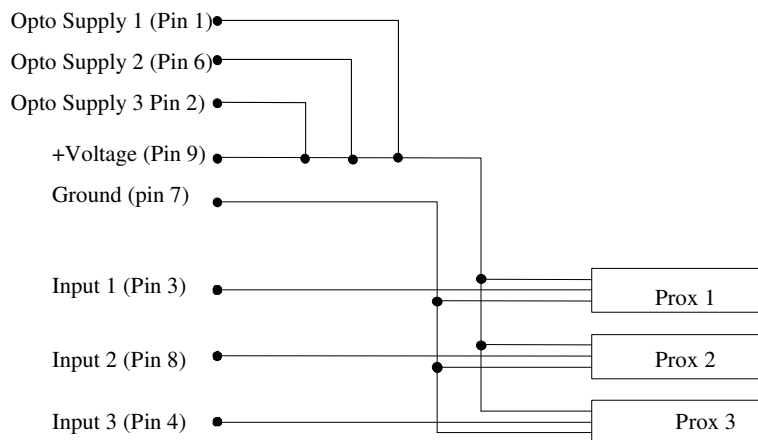 Opto Supply 1 (Pin 1)
Opto Supply 2 (Pin 6)
Opto Supply 3 Pin 2)
+Voltage (Pin 9)
Ground (pin 7)
Input 1 (Pin 3)
Prox 1
Input 2 (Pin 8)
Prox 2
Input 3 (Pin 4)
Prox 3